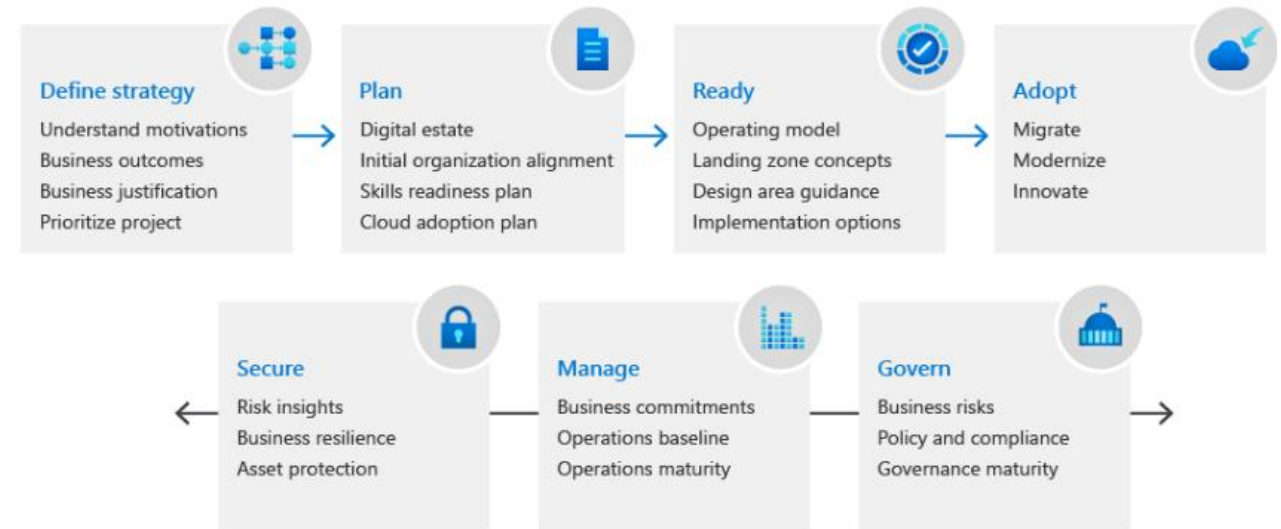 Define strategy
Understand motivations
Business outcomes
Business justification
Prioritize project
Plan
Digital estate
Initial organization alignment
Skills readiness plan
Cloud adoption plan
Ready
Operating model
Landing zone concepts
Design area guidance
Implementation options
Adopt
Migrate
Modernize
Innovate
Secure
Risk insights
Business resilience
Asset protection
Manage
Business commitments
Operations baseline
Operations maturity
Govern
Business risks
Policy and compliance
Governance maturity